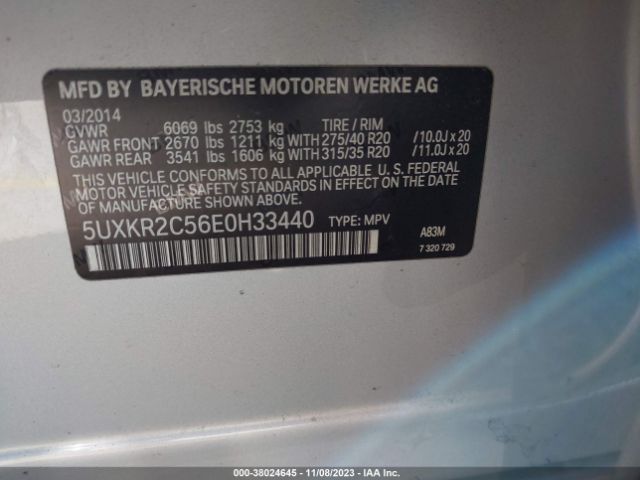 MFD BY BAYERISCHE MOTOREN WERKE AG
03/2014
GVWR 6069 lbs 2753 kg TIRE / RIM
GAWR FRONT 2670 lbs 1211 kg WITH 275/40 R20 /10.0J x 20
GAWR REAR 3541 lbs 1606 kg WITH 315/35 R20 /11.0J x 20
THIS VEHICLE CONFORMS TO ALL APPLICABLE U.S. FEDERAL
MOTOR VEHICLE SAFETY STANDARDS IN EFFECT ON THE DATE OF
MANUFACTURE SHOWN ABOVE.
5UXKR2C56E0H33440 TYPE: MPV A83M
7 320 729
000-38024645 - 11/08/2023 - IAA Inc.